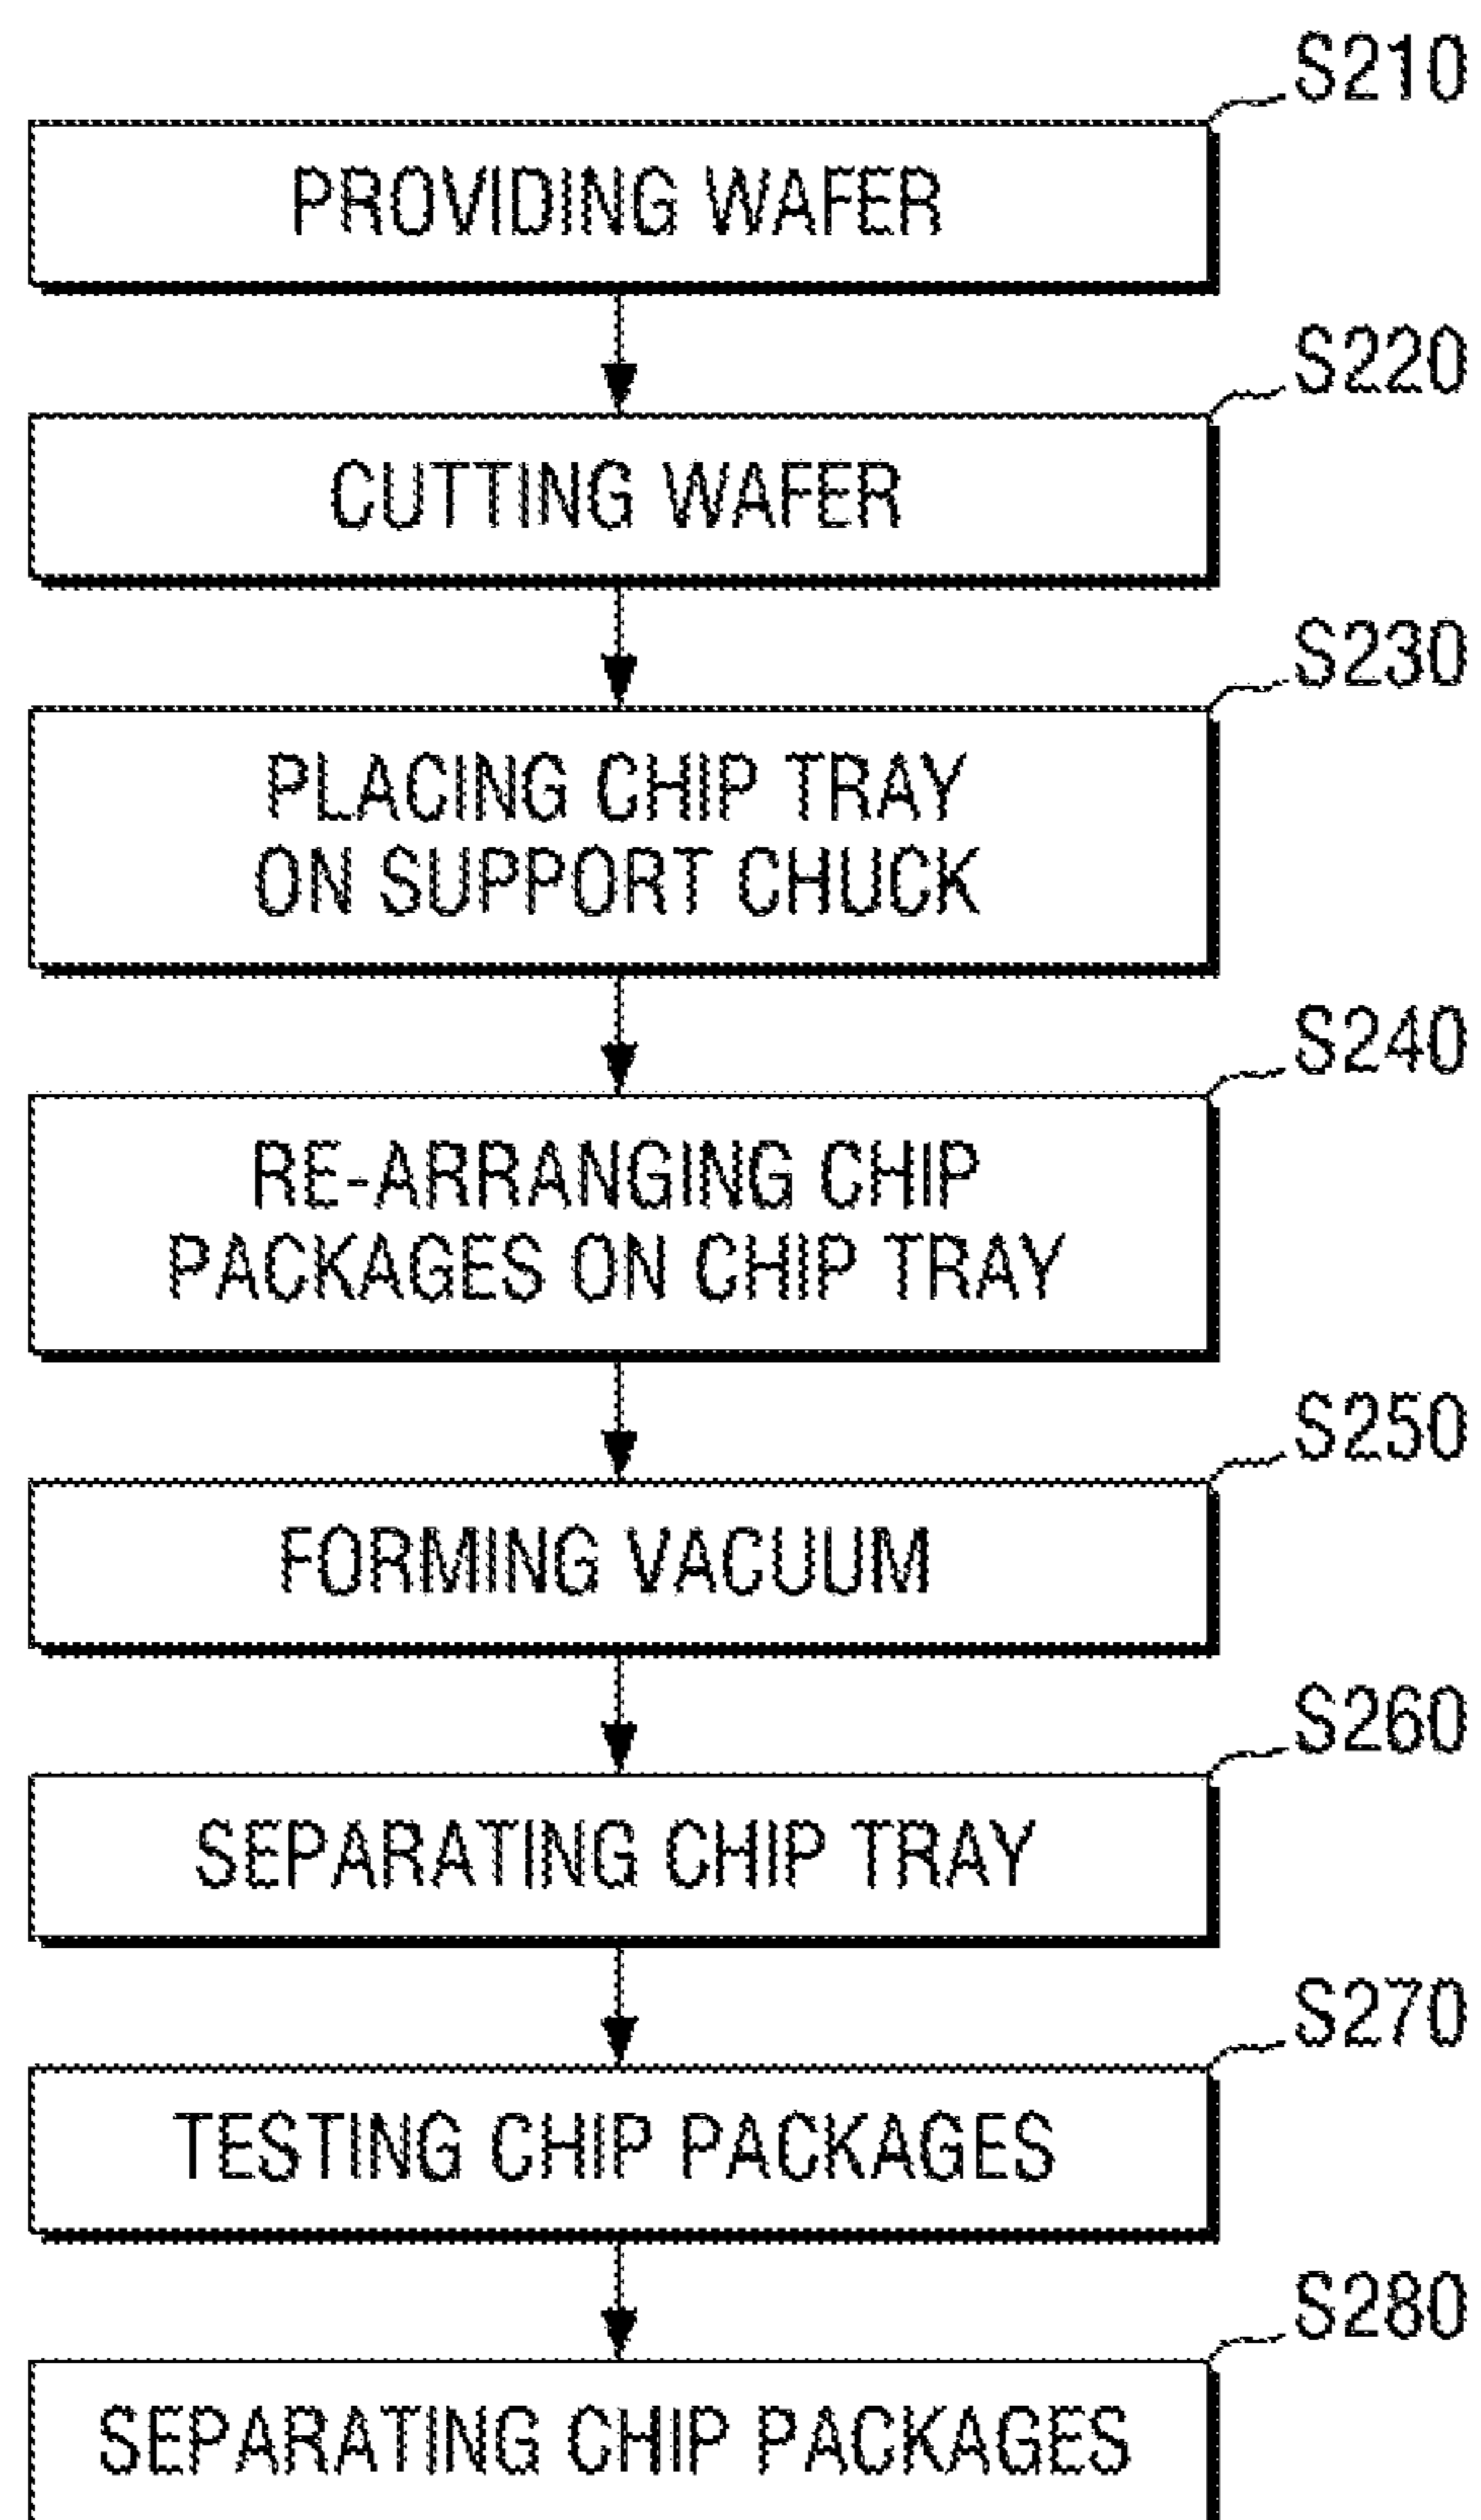 S210
PROVIDING WAFER
S220
CUTTING WAFER
S230
PLACING CHIP TRAY
ON SUPPORT CHUCK
S240
RE-ARRANGING CHIP
PACKAGES ON CHIP TRAY
S250
FORMING VACUUM
S260
SEPARATING CHIP TRAY
S270
TESTING CHIP PACKAGES
S280
SEPARATING CHIP PACKAGES